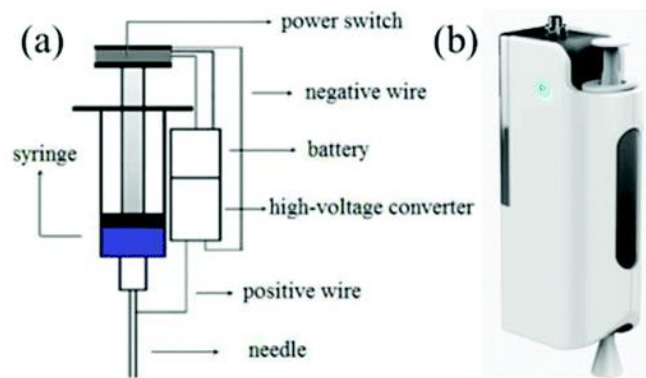 (a)
power switch
(b)
negative wire
syringe
battery
high-voltage converter
positive wire
needle